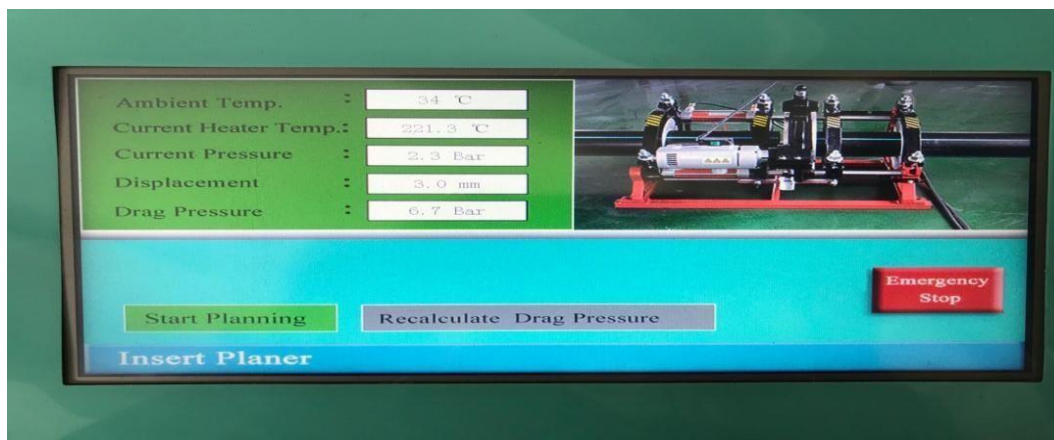 Ambient Temp. : 34 ℃
Current Heater Temp.: 221.3 ℃
Current Pressure : 2.3 Bar
Displacement : 3.0 mm
Drag Pressure : 6.7 Bar
Emergency
Stop
Start Planning Recalculate Drag Pressure
Insert Planer